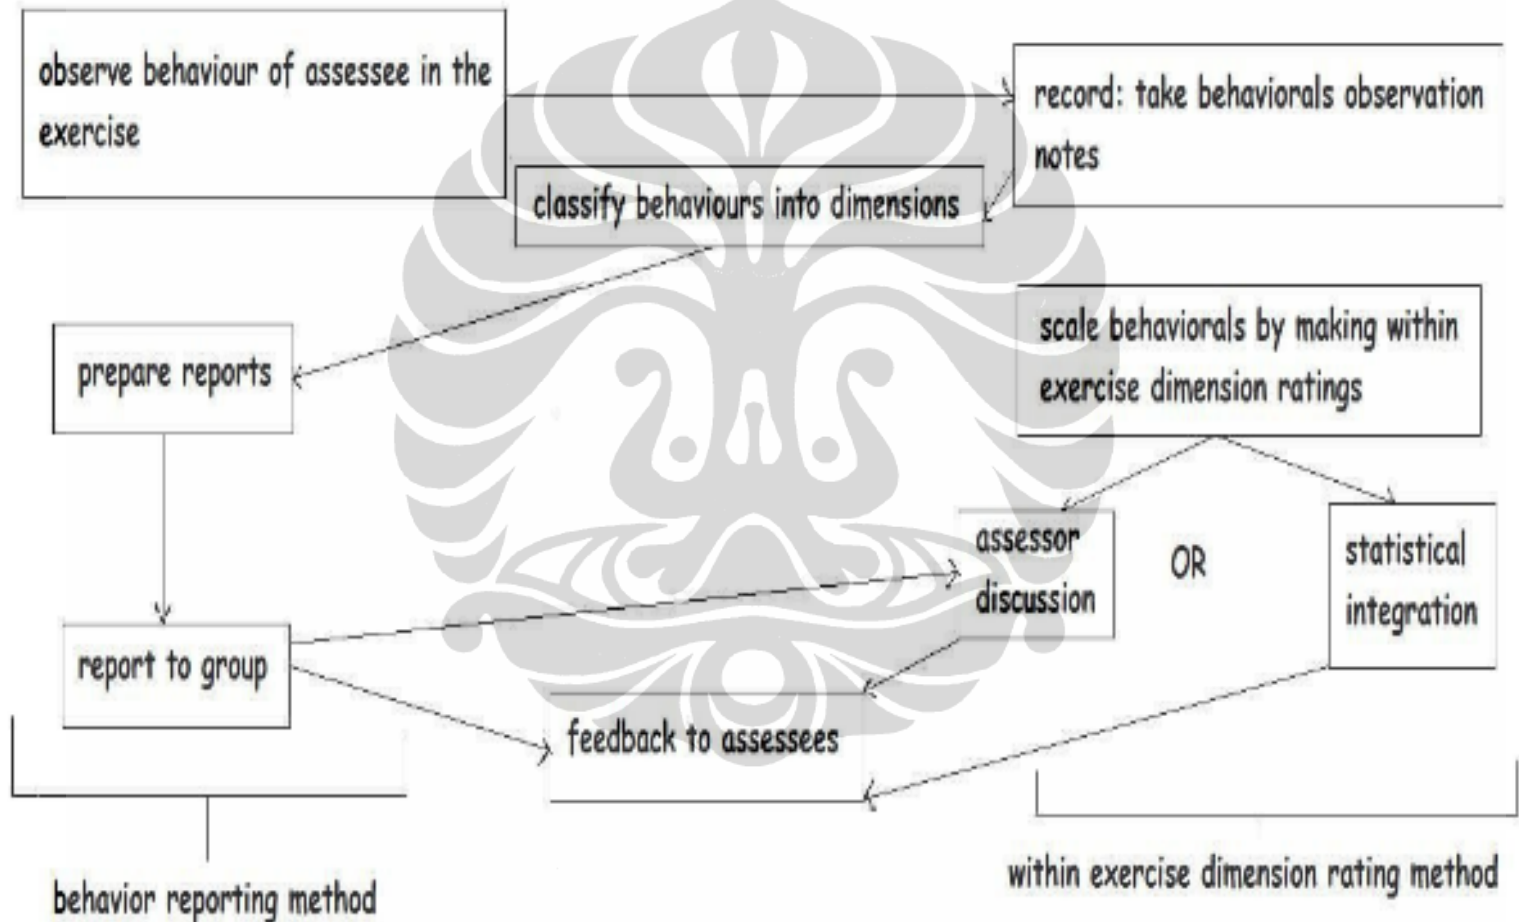 observe behaviour of assessee in the
exercise
record: take behaviorals observation
notes
classify behaviours into dimensions
prepare reports
scale behaviorals by making within
exercise dimension ratings
assessor
discussion
OR
statistical
integration
report to group
feedback to assessees
behavior reporting method
within exercise dimension rating method